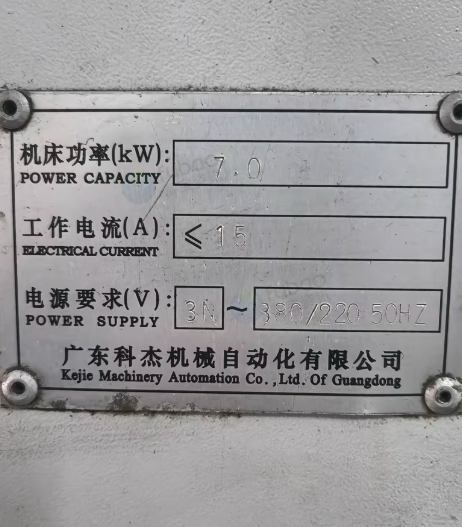 机床功率(kW): 7.0
POWER CAPACITY
工作电流(A): ≤15
ELECTRICAL CURRENT
电源要求(V): 3N ~ 380/220 50HZ
POWER SUPPLY
广东科杰机械自动化有限公司
Kejie Machinery Automation Co.,Ltd. Of Guangdong